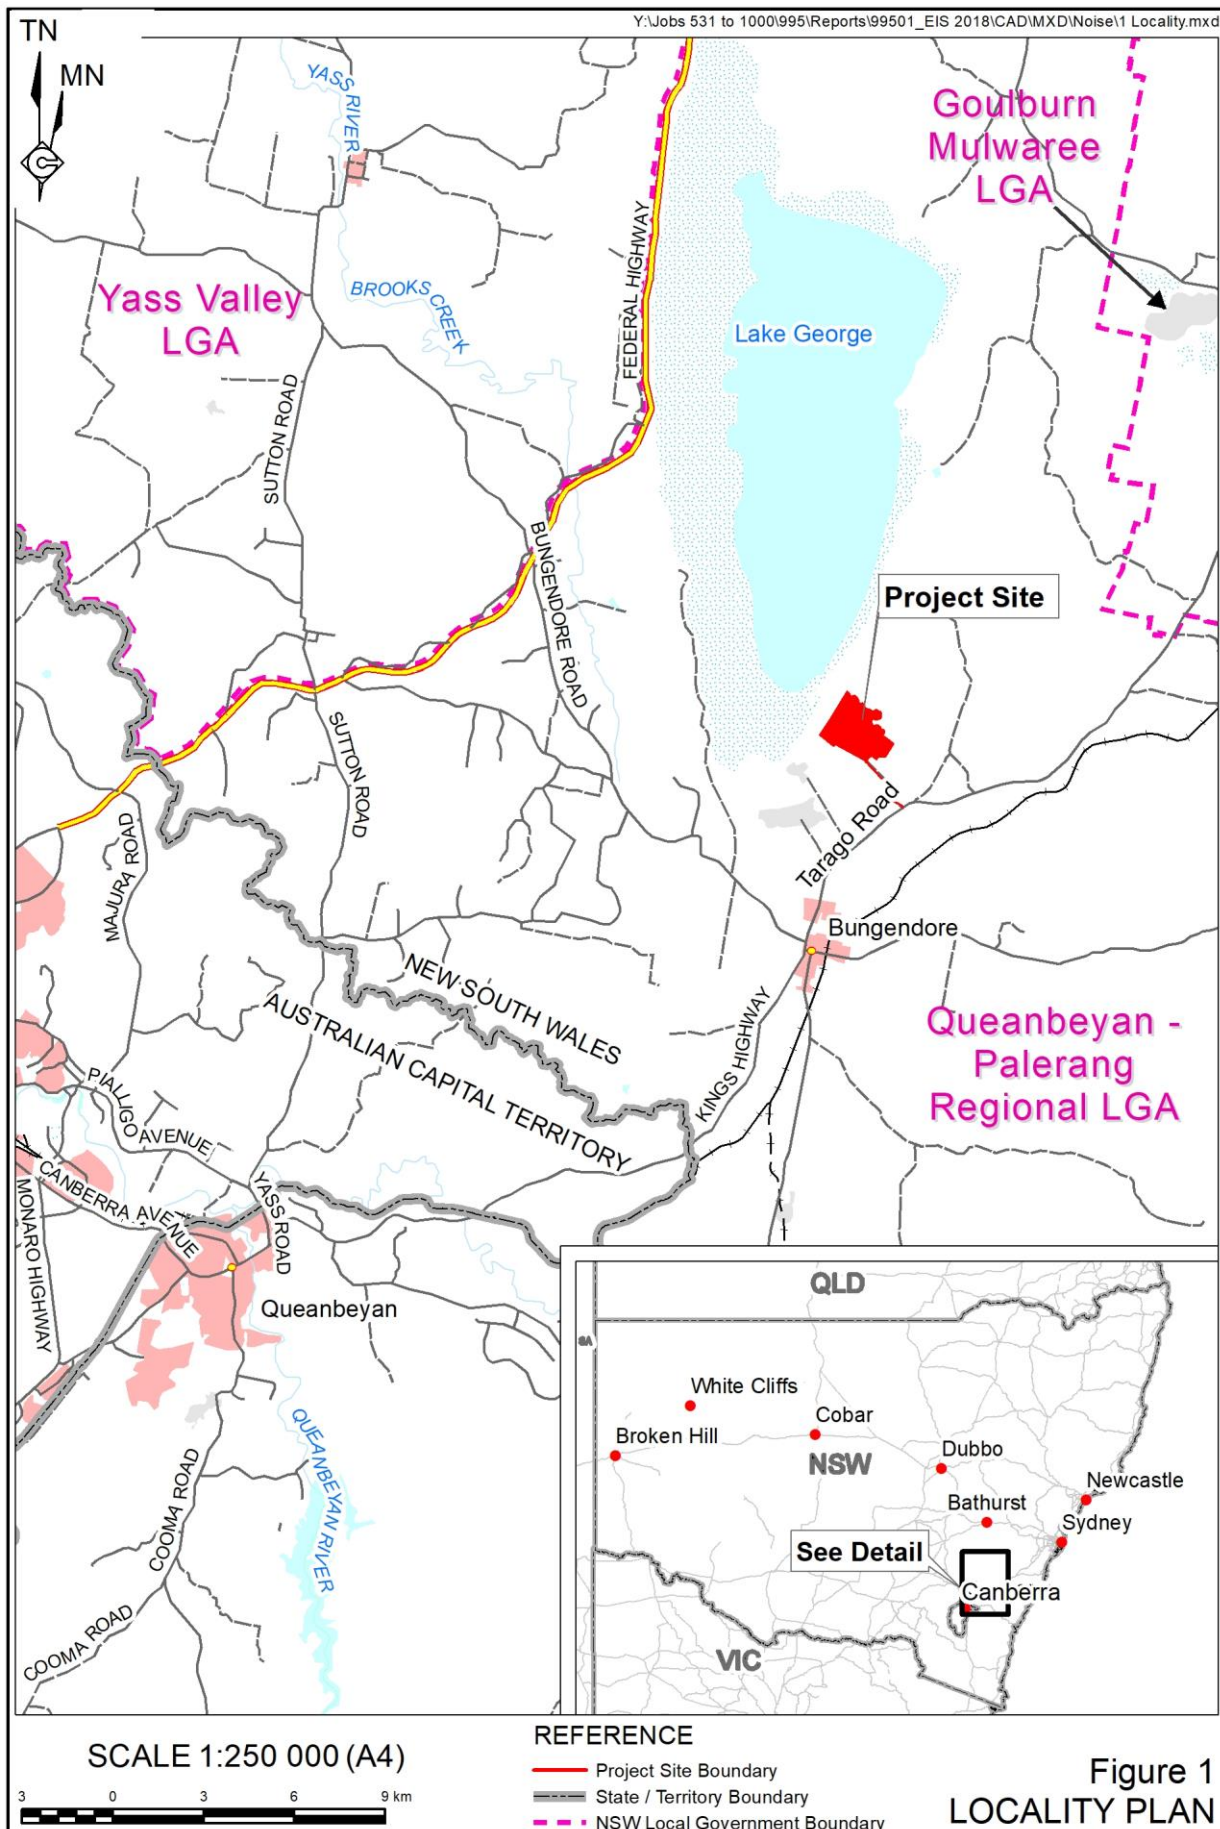 Y:\Jobs 531 to 1000\995\Reports\99501_EIS 2018\CAD\MXD\Noise\1 Locality.mxd
TN
MN
YASS RIVER
Goulburn
Mulwaree
LGA
FEDERAL HIGHWAY
Yass Valley
LGA
BROOKS CREEK
Lake George
SUTTON ROAD
BUNGENDORE ROAD
Project Site
SUTTON ROAD
MAJURA ROAD
Tarago Road
Bungendore
NEW SOUTH WALES
AUSTRALIAN CAPITAL TERRITORY
KINGS HIGHWAY
Queanbeyan -
Palerang
Regional LGA
PIALLIGO AVENUE
CANBERRA AVENUE
MONARO HIGHWAY
YASS ROAD
Queanbeyan
QUEANBEYAN RIVER
COOMA ROAD
COOMA ROAD
QLD
SA
White Cliffs
Cobar
Broken Hill
NSW
Dubbo
Newcastle
Bathurst
Sydney
See Detail
Canberra
VIC
SCALE 1:250 000 (A4)
3 0 3 6 9 km
REFERENCE
Project Site Boundary
State / Territory Boundary
NSW Local Government Boundary
Figure 1
LOCALITY PLAN